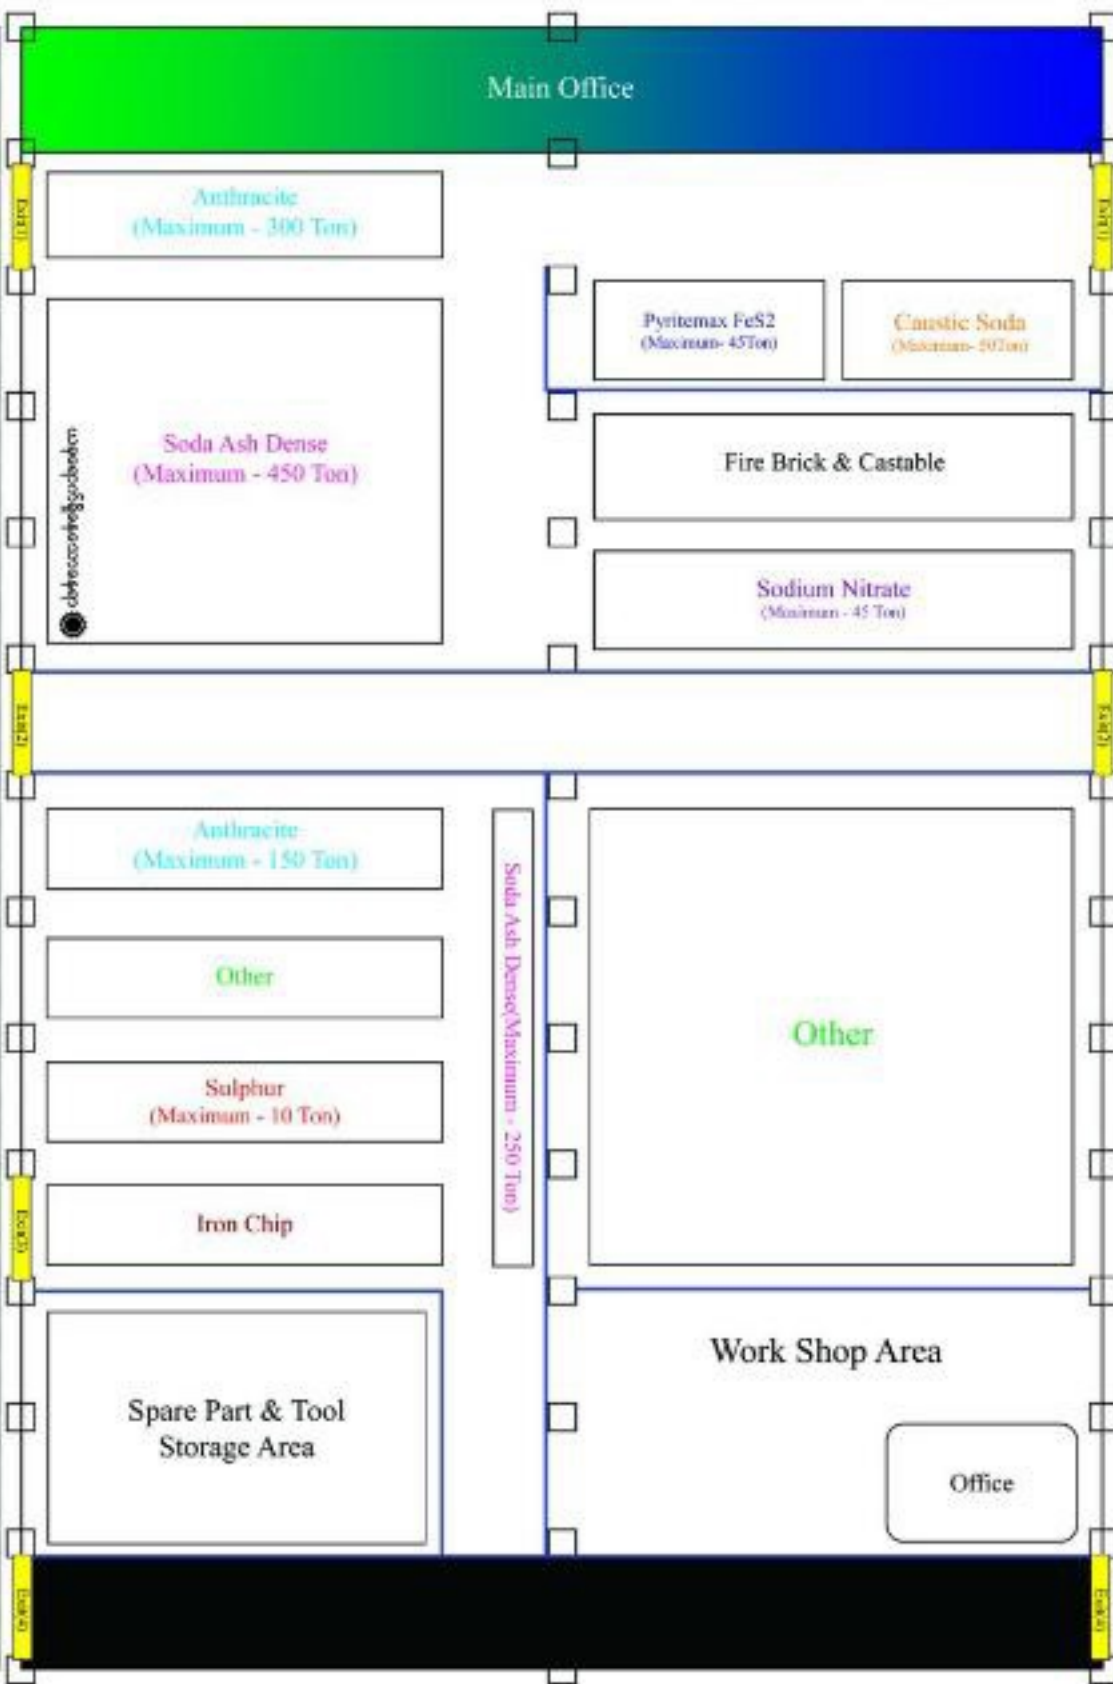 Main Office
Anthracite
(Maximum - 300 Ton)
Pyritemax FeS2
(Maximum- 45Ton)
Caustic Soda
(Maximum- 50Ton)
Soda Ash Dense
(Maximum - 450 Ton)
Fire Brick & Castable
Sodium Nitrate
(Maximum - 45 Ton)
Anthracite
(Maximum - 150 Ton)
Soda Ash Dense(Maximum - 250 Ton)
Other
Other
Sulphur
(Maximum - 10 Ton)
Iron Chip
Work Shop Area
Spare Part & Tool
Storage Area
Office